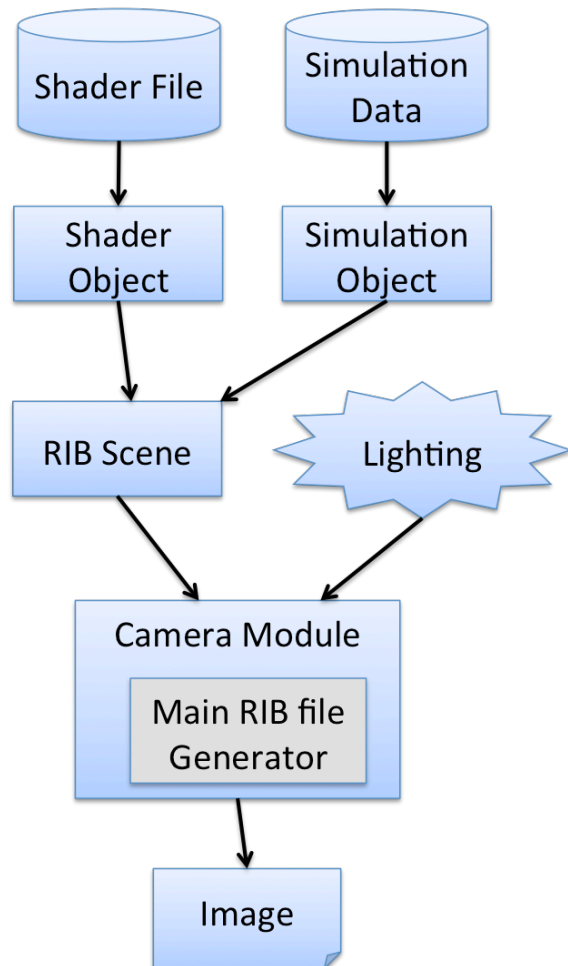 Shader File
Simulation
Data
Shader
Object
Simulation
Object
RIB Scene
Lighting
Camera Module
Main RIB file
Generator
Image